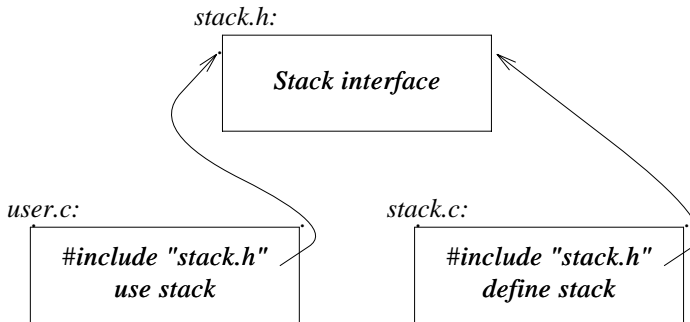 stack.h:
Stack interface
user.c:
#include "stack.h"
use stack
stack.c:
#include "stack.h"
define stack